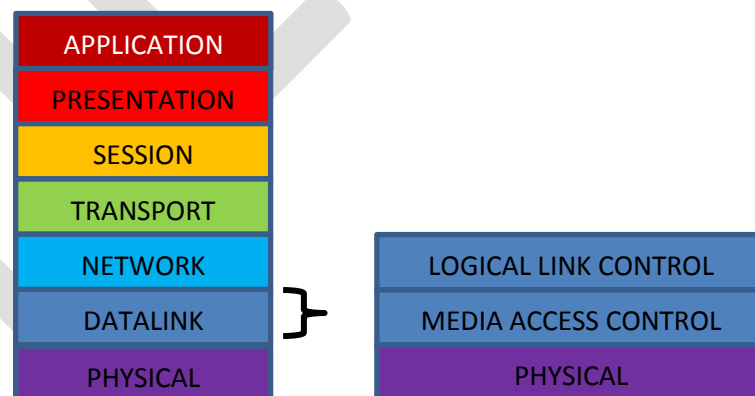 APPLICATION
PRESENTATION
SESSION
TRANSPORT
NETWORK
DATALINK
PHYSICAL
LOGICAL LINK CONTROL
MEDIA ACCESS CONTROL
PHYSICAL